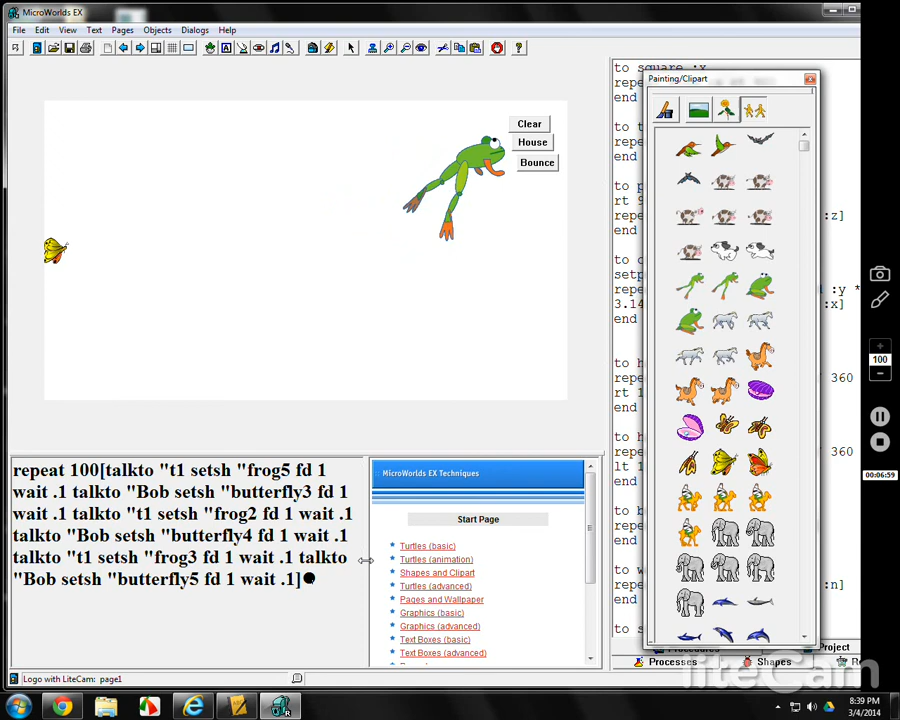 MicroWorlds EX
File Edit View Text Pages Objects Dialogs Help
Painting/Clipart
Clear
House
Bounce
to square :x
end
to t
repe
end
to p
rt 9
repe :z]
end
to c
setp
repe :y *
3.14 :x]
end
to h
repe / 360
rt 1
end
to h
repe / 360
lt 1
end
to b
repe
end
to w
repe :n]
end
to s
repeat 100[talkto "t1 setsh "frog5 fd 1
wait .1 talkto "Bob setsh "butterfly3 fd 1
wait .1 talkto "t1 setsh "frog2 fd 1 wait .1
talkto "Bob setsh "butterfly4 fd 1 wait .1
talkto "t1 setsh "frog3 fd 1 wait .1 talkto
"Bob setsh "butterfly5 fd 1 wait .1]
MicroWorlds EX Techniques
Start Page
Turtles (basic)
Turtles (animation)
Shapes and Clipart
Turtles (advanced)
Pages and Wallpaper
Graphics (basic)
Graphics (advanced)
Text Boxes (basic)
Text Boxes (advanced)
Procedures Project
Processes Shapes
Logo with LiteCam: page1
liteCam
100
00:06:59
8:39 PM
3/4/2014